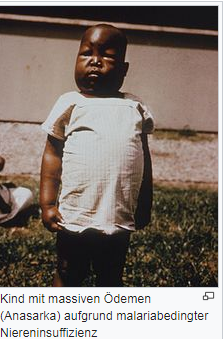 Kind mit massiven Ödemen
(Anasarka) aufgrund malariabedingter
Niereninsuffizienz